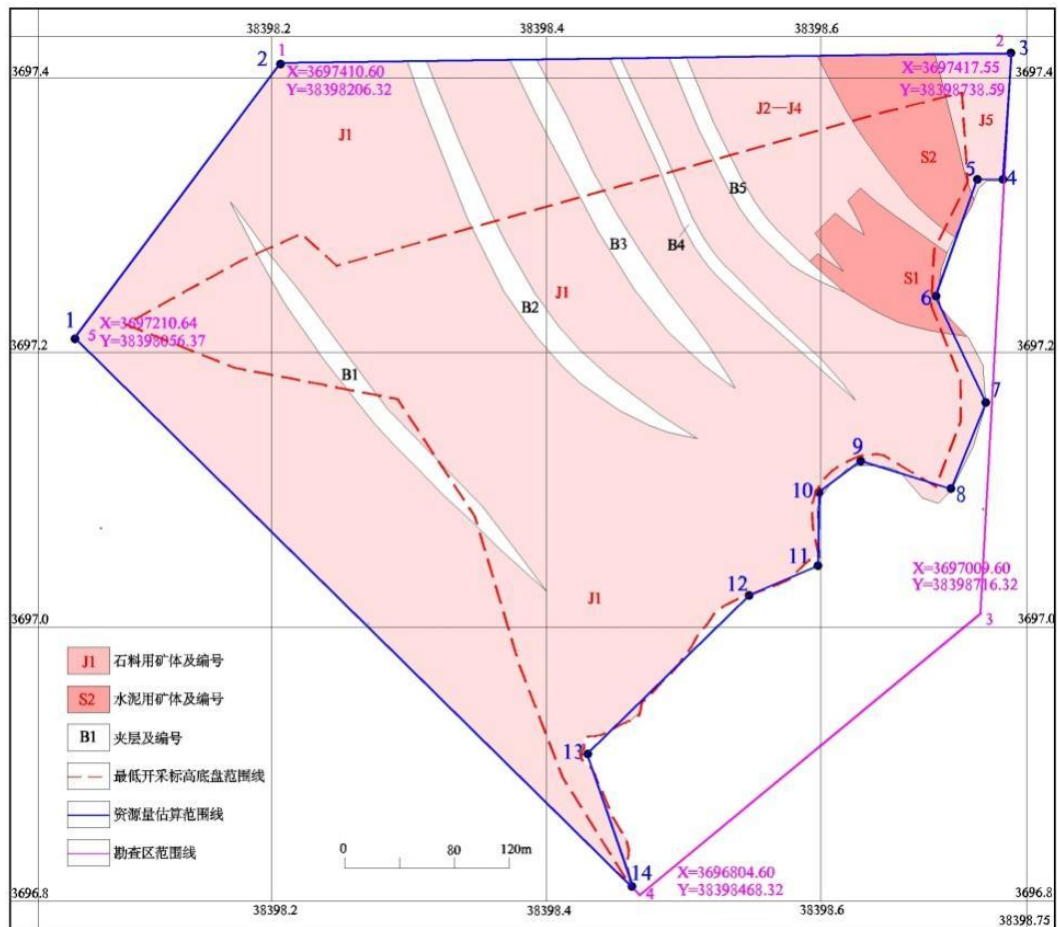 38398.2
38398.4
38398.6
2
1
2
3
3697.4
X=3697410.60
Y=38398206.32
X=3697417.55
Y=38398738.59
3697.4
J1
J2—J4
J5
S2
5
4
B5
B3
B4
S1
J1
B2
6
1
5
X=3697210.64
Y=38398056.37
3697.2
3697.2
B1
7
9
8
10
11
X=3697009.60
Y=38398716.32
12
J1
3
3697.0
3697.0
J1 石料用矿体及编号
S2 水泥用矿体及编号
B1 夹层及编号
最低开采标高底盘范围线
资源量估算范围线
勘查区范围线
13
0 80 120m
14
4
X=3696804.60
Y=38398468.32
3696.8
3696.8
38398.2
38398.4
38398.6
38398.75